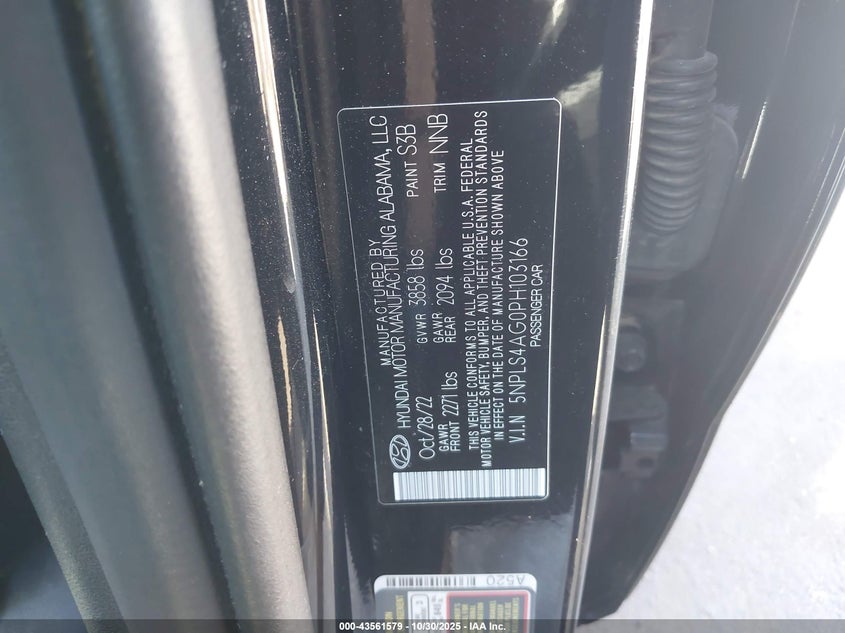 MANUFACTURED BY
HYUNDAI MOTOR MANUFACTURING ALABAMA, LLC
Oct/28/22 GVWR 3858 lbs PAINT S3B
GAWR FRONT 2271 lbs GAWR REAR 2094 lbs TRIM NNB
THIS VEHICLE CONFORMS TO ALL APPLICABLE U.S.A. FEDERAL
MOTOR VEHICLE SAFETY, BUMPER, AND THEFT PREVENTION STANDARDS
IN EFFECT ON THE DATE OF MANUFACTURE SHOWN ABOVE
V.I.N 5NPLS4AG0PH103166
PASSENGER CAR
A520
000-43561579 — 10/30/2025 - IAAI.COM